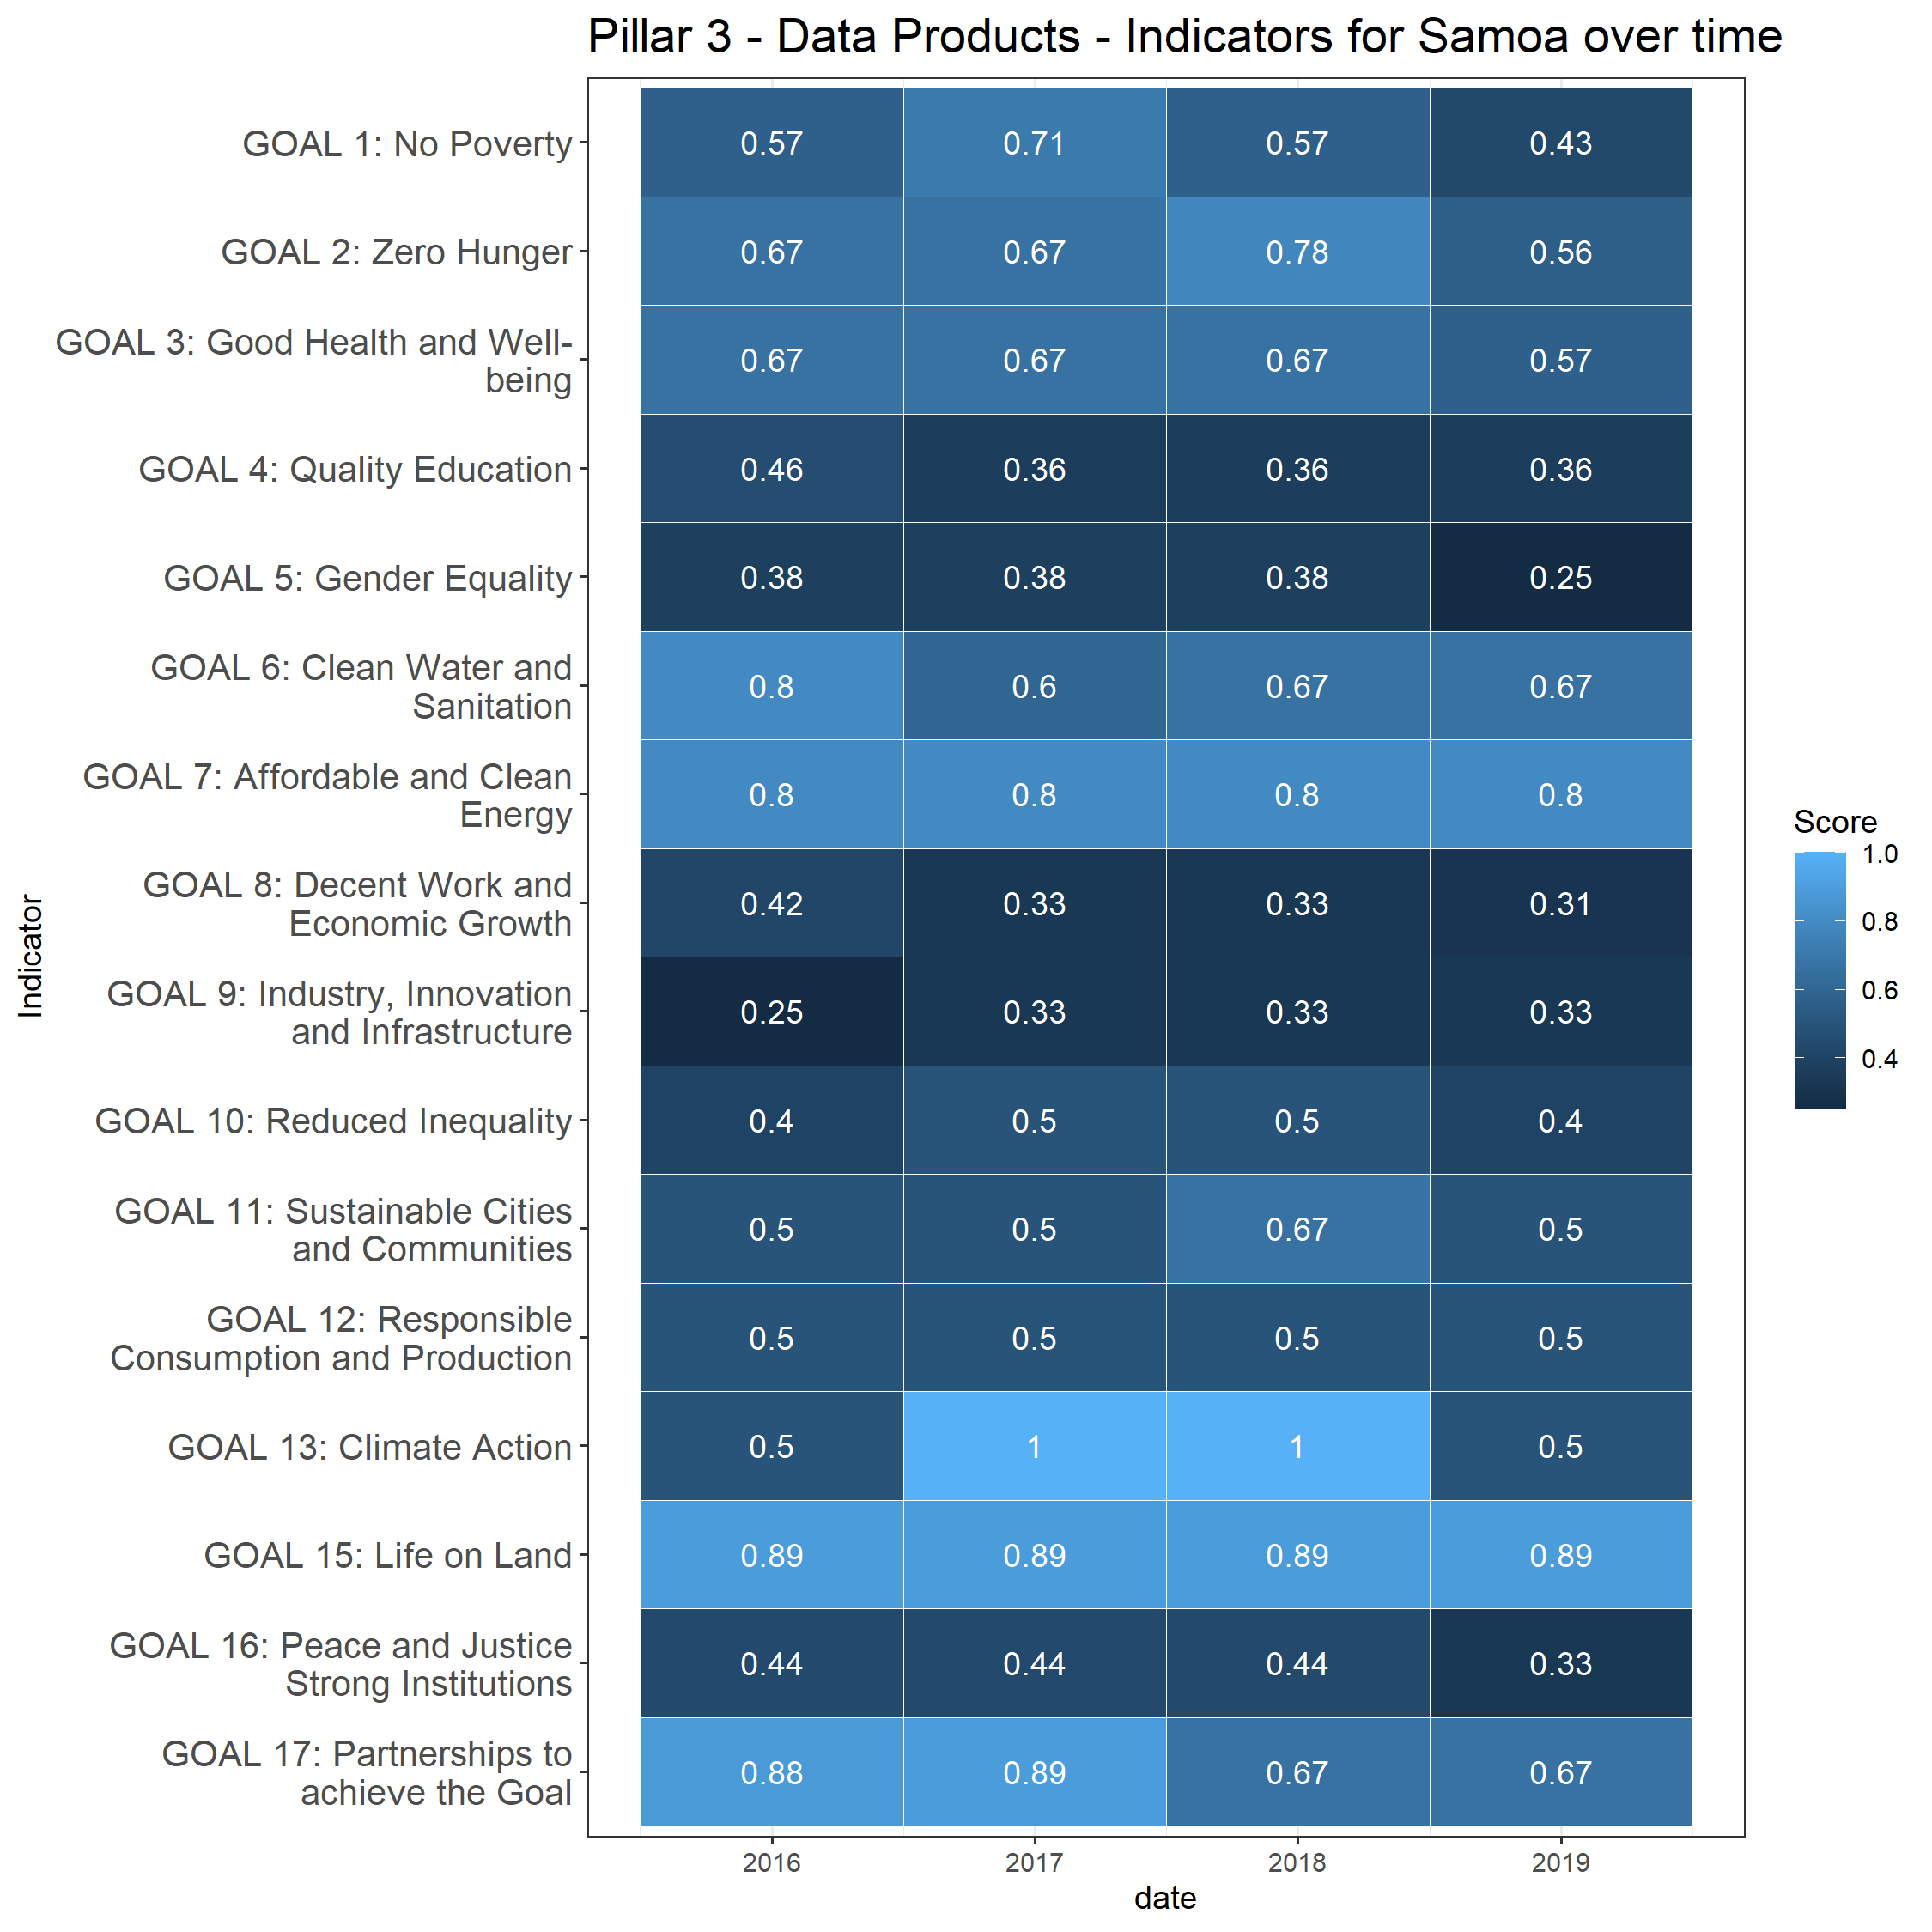 Pillar 3 - Data Products - Indicators for Samoa over time
GOAL 1: No Poverty
0.57
0.71
0.57
0.43
GOAL 2: Zero Hunger
0.67
0.67
0.78
0.56
GOAL 3: Good Health and Well-
being
0.67
0.67
0.67
0.57
GOAL 4: Quality Education
0.46
0.36
0.36
0.36
GOAL 5: Gender Equality
0.38
0.38
0.38
0.25
GOAL 6: Clean Water and
Sanitation
0.8
0.6
0.67
0.67
GOAL 7: Affordable and Clean
Energy
0.8
0.8
0.8
0.8
GOAL 8: Decent Work and
Economic Growth
0.42
0.33
0.33
0.31
GOAL 9: Industry, Innovation
and Infrastructure
0.25
0.33
0.33
0.33
GOAL 10: Reduced Inequality
0.4
0.5
0.5
0.4
GOAL 11: Sustainable Cities
and Communities
0.5
0.5
0.67
0.5
GOAL 12: Responsible
Consumption and Production
0.5
0.5
0.5
0.5
GOAL 13: Climate Action
0.5
1
1
0.5
GOAL 15: Life on Land
0.89
0.89
0.89
0.89
GOAL 16: Peace and Justice
Strong Institutions
0.44
0.44
0.44
0.33
GOAL 17: Partnerships to
achieve the Goal
0.88
0.89
0.67
0.67
2016
2017
2018
2019
date
Indicator
Score
1.0
0.8
0.6
0.4